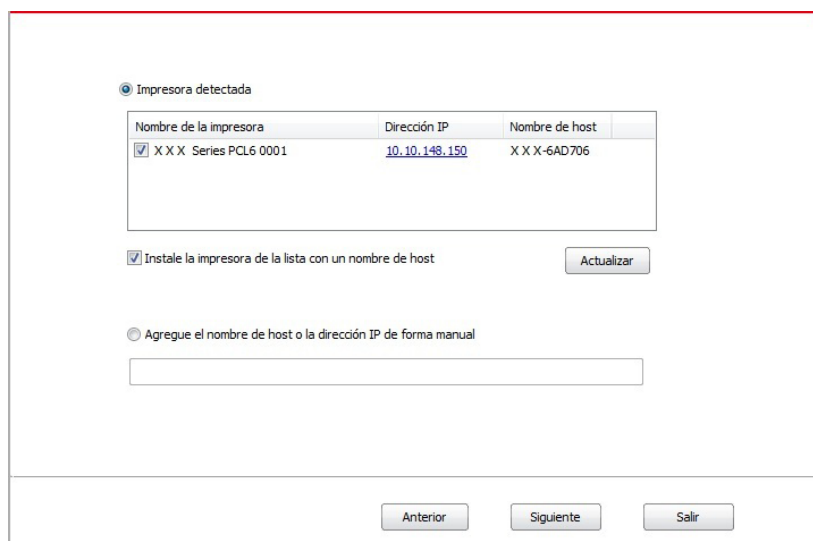 Impresora detectada
Nombre de la impresora Dirección IP Nombre de host
X X X Series PCL6 0001 10.10.148.150 X X X-6AD706
Instale la impresora de la lista con un nombre de host Actualizar
Agregue el nombre de host o la dirección IP de forma manual
Anterior Siguiente Salir